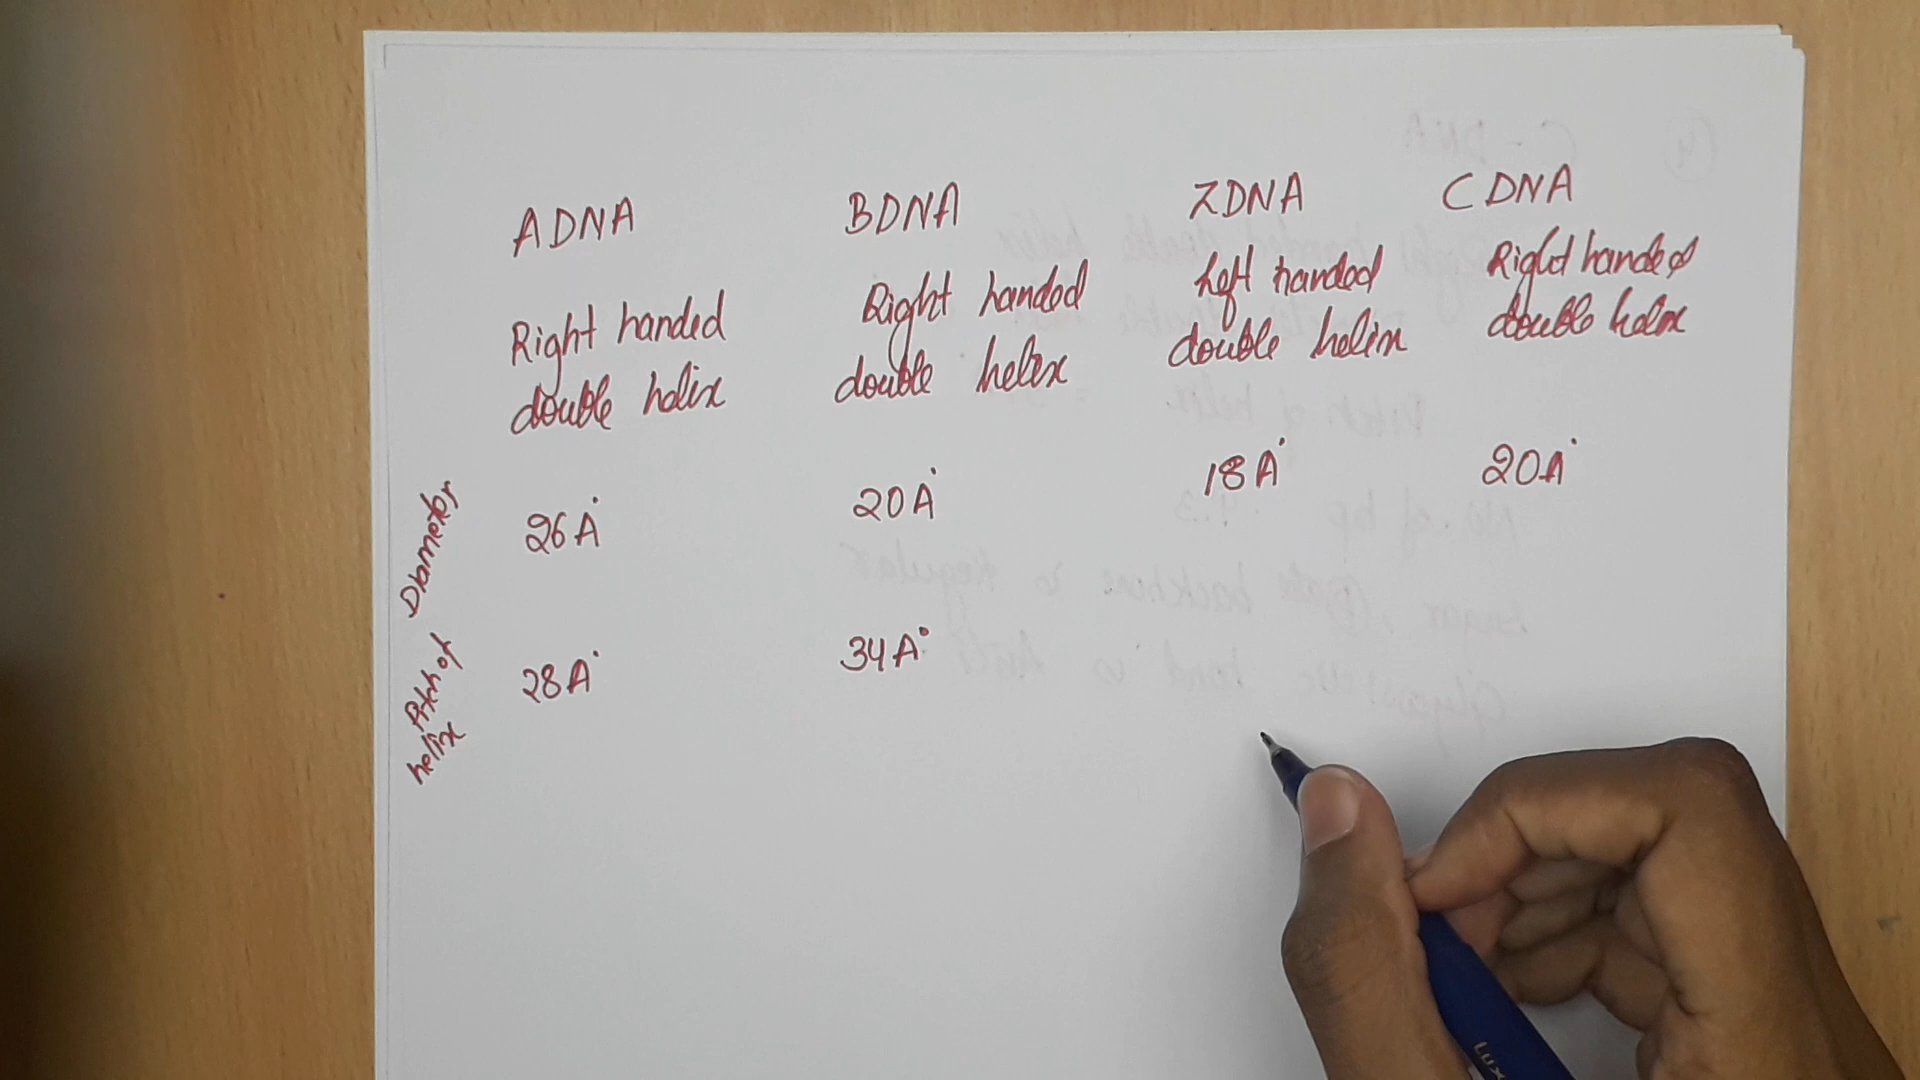 ADNA BDNA ZDNA CDNA
Right handed Right handed Left handed Right handed
double helix double helix double helix double helix
Diameter 26A° 20A° 18A° 20A°
Pitch of
helix 28A° 34A°
Lux